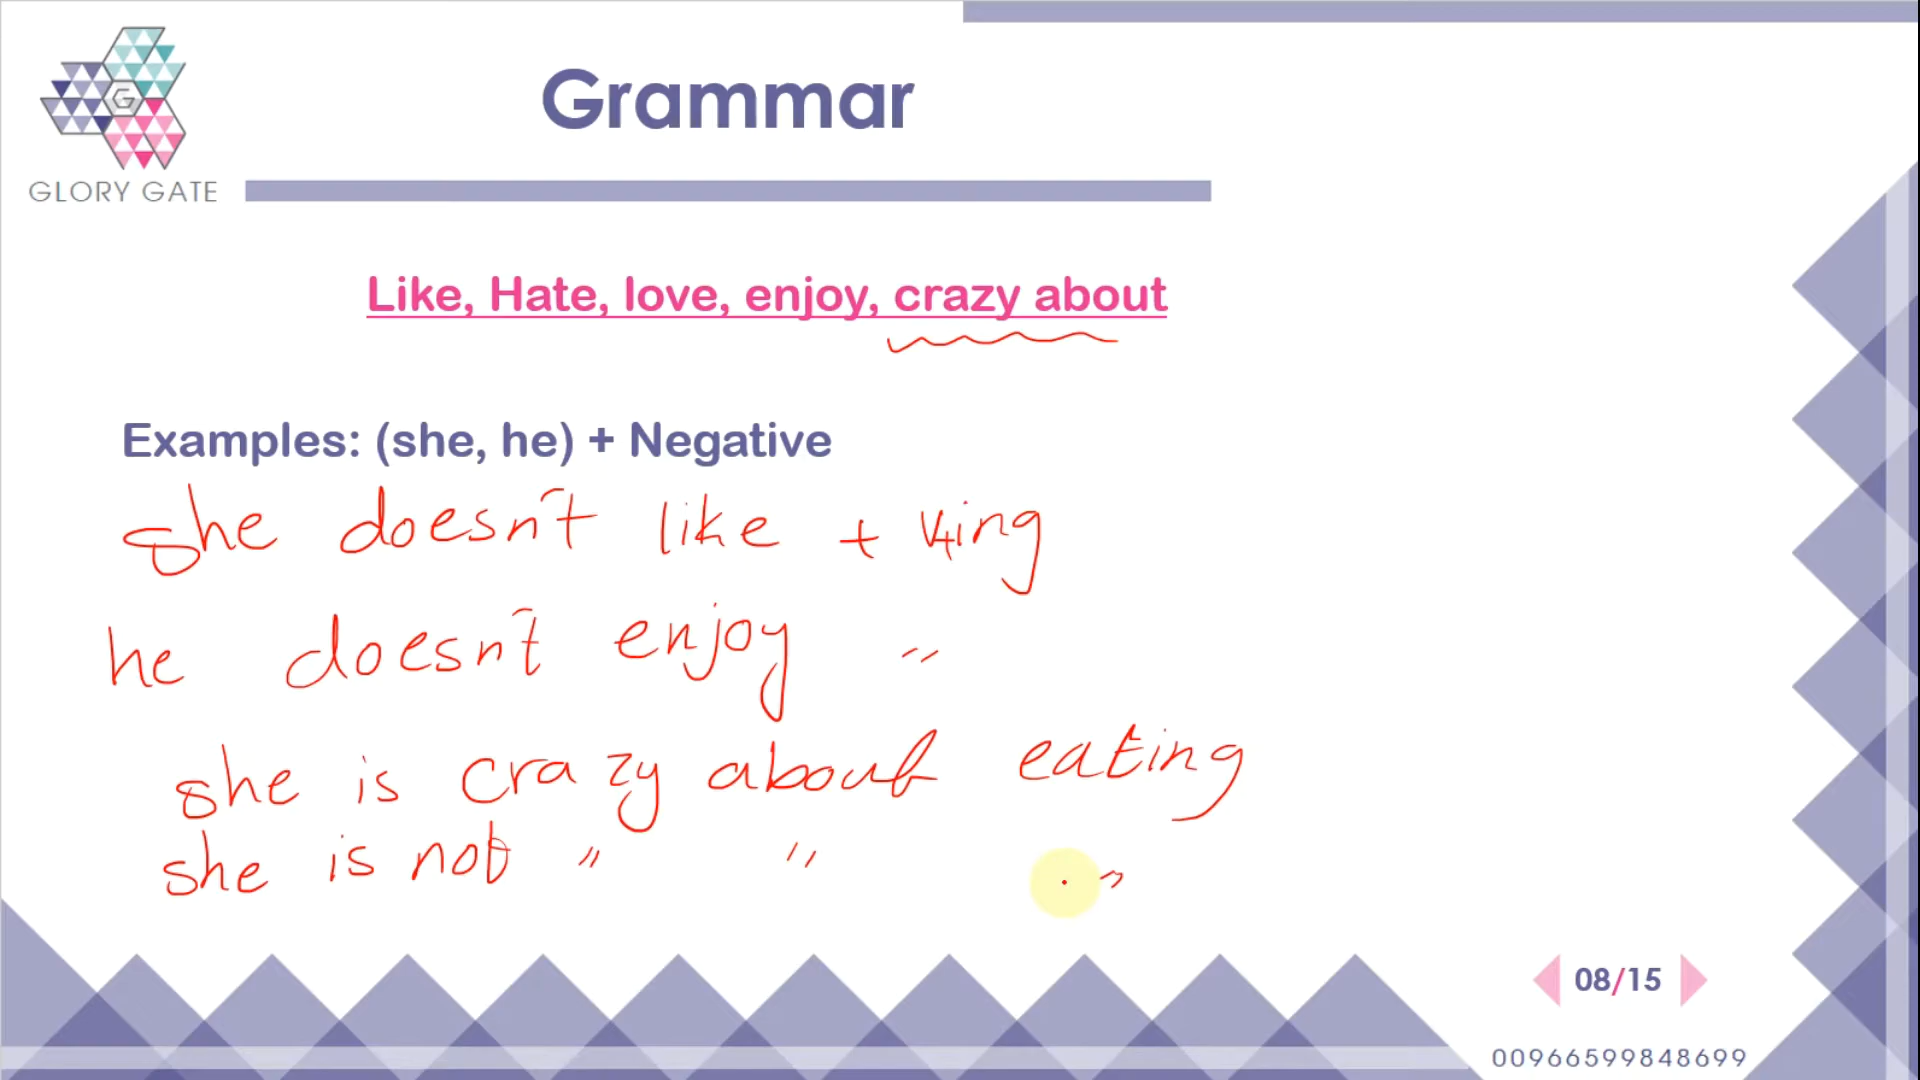 Grammar
GLORY GATE
Like, Hate, love, enjoy, crazy about
Examples: (she, he) + Negative
she doesn't like + V+ing
he doesn't enjoy "
she is crazy about eating
she is not " " "
08/15
00966599848699